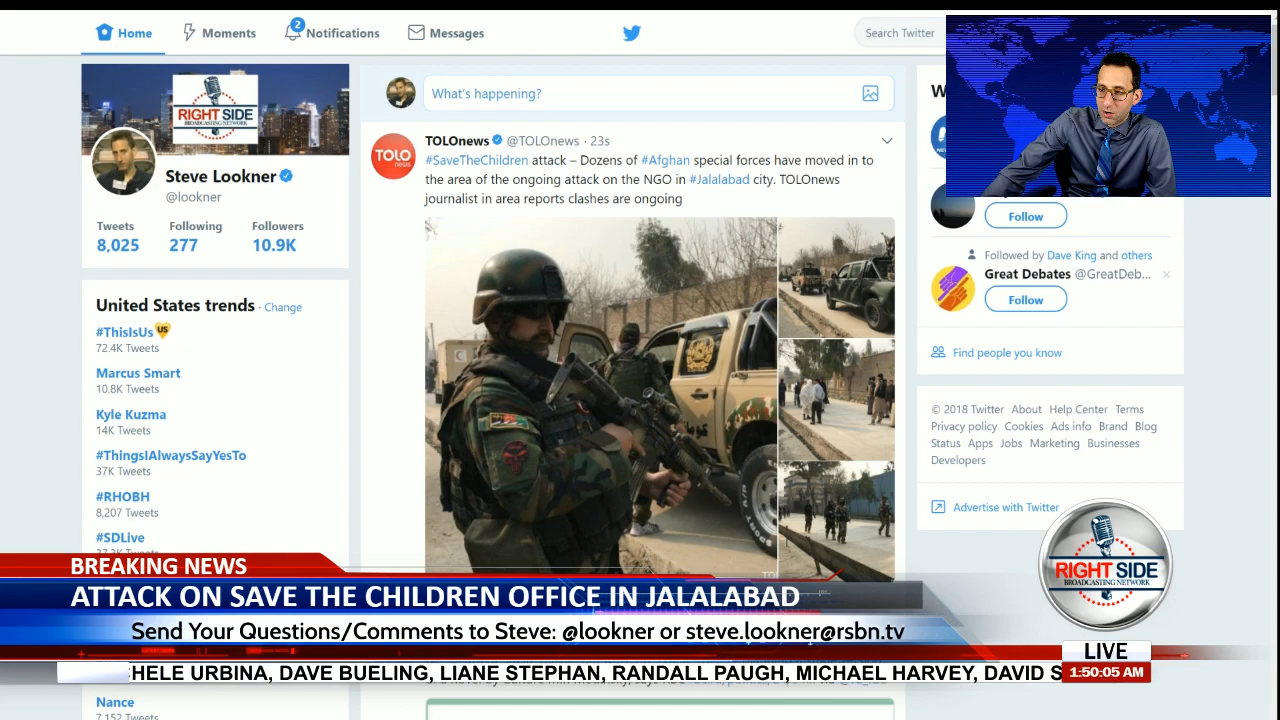 Home
Moments
2
Notifications
Messages
Search Twitter
RIGHT SIDE
BROADCASTING NETWORK
Steve Lookner
@lookner
Tweets Following Followers
8,025 277 10.9K
United States trends · Change
#ThisIsUs US
72.4K Tweets
Marcus Smart
10.8K Tweets
Kyle Kuzma
14K Tweets
#ThingsIAlwaysSayYesTo
37K Tweets
#RHOBH
8,207 Tweets
#SDLive
What's happening?
TOLO
news
TOLOnews @TOLOnews · 23s
#SaveTheChildren attack – Dozens of #Afghan special forces have moved in to
the area of the ongoing attack on the NGO in #Jalalabad city. TOLOnews
journalist in area reports clashes are ongoing
W
Follow
Followed by Dave King and others
Great Debates @GreatDeb...
Follow
Find people you know
© 2018 Twitter About Help Center Terms
Privacy policy Cookies Ads info Brand Blog
Status Apps Jobs Marketing Businesses
Developers
Advertise with Twitter
RIGHT SIDE
BROADCASTING NETWORK
BREAKING NEWS
ATTACK ON SAVE THE CHILDREN OFFICE IN JALALABAD
Send Your Questions/Comments to Steve: @lookner or steve.lookner@rsbn.tv
LIVE
1:50:05 AM
HELE URBINA, DAVE BUELING, LIANE STEPHAN, RANDALL PAUGH, MICHAEL HARVEY, DAVID S
Nance
7,152 Tweets